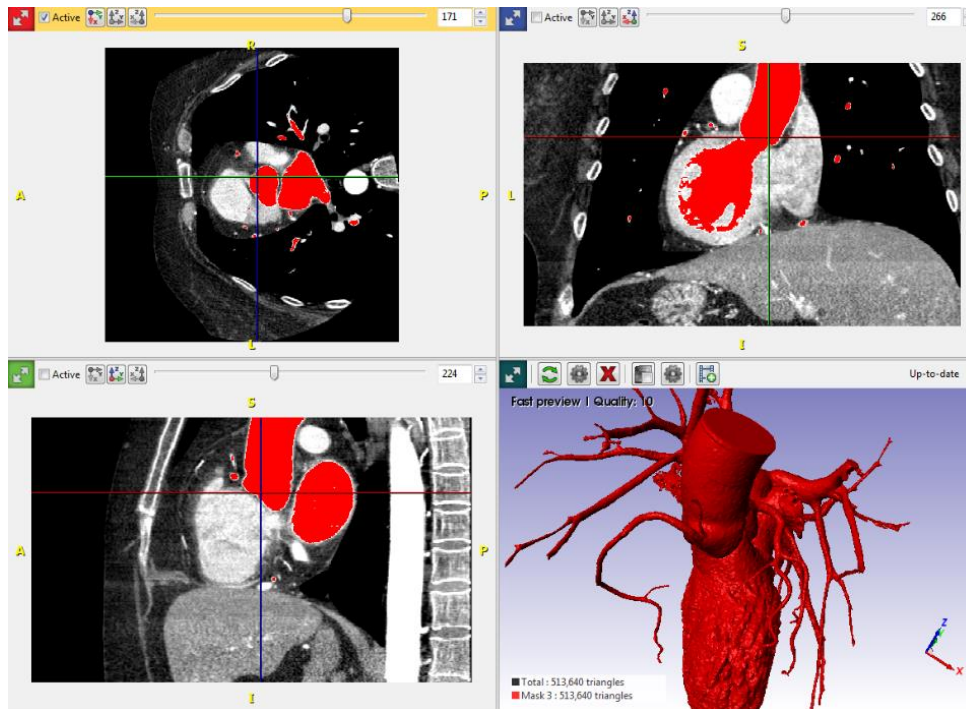 Active 171
Active 266
R
A
P
L
S
L
I
Active 224
S
A
P
I
Up-to-date
Fast preview | Quality: 10
Z
X
Total : 513,640 triangles
Mask 3 : 513,640 triangles